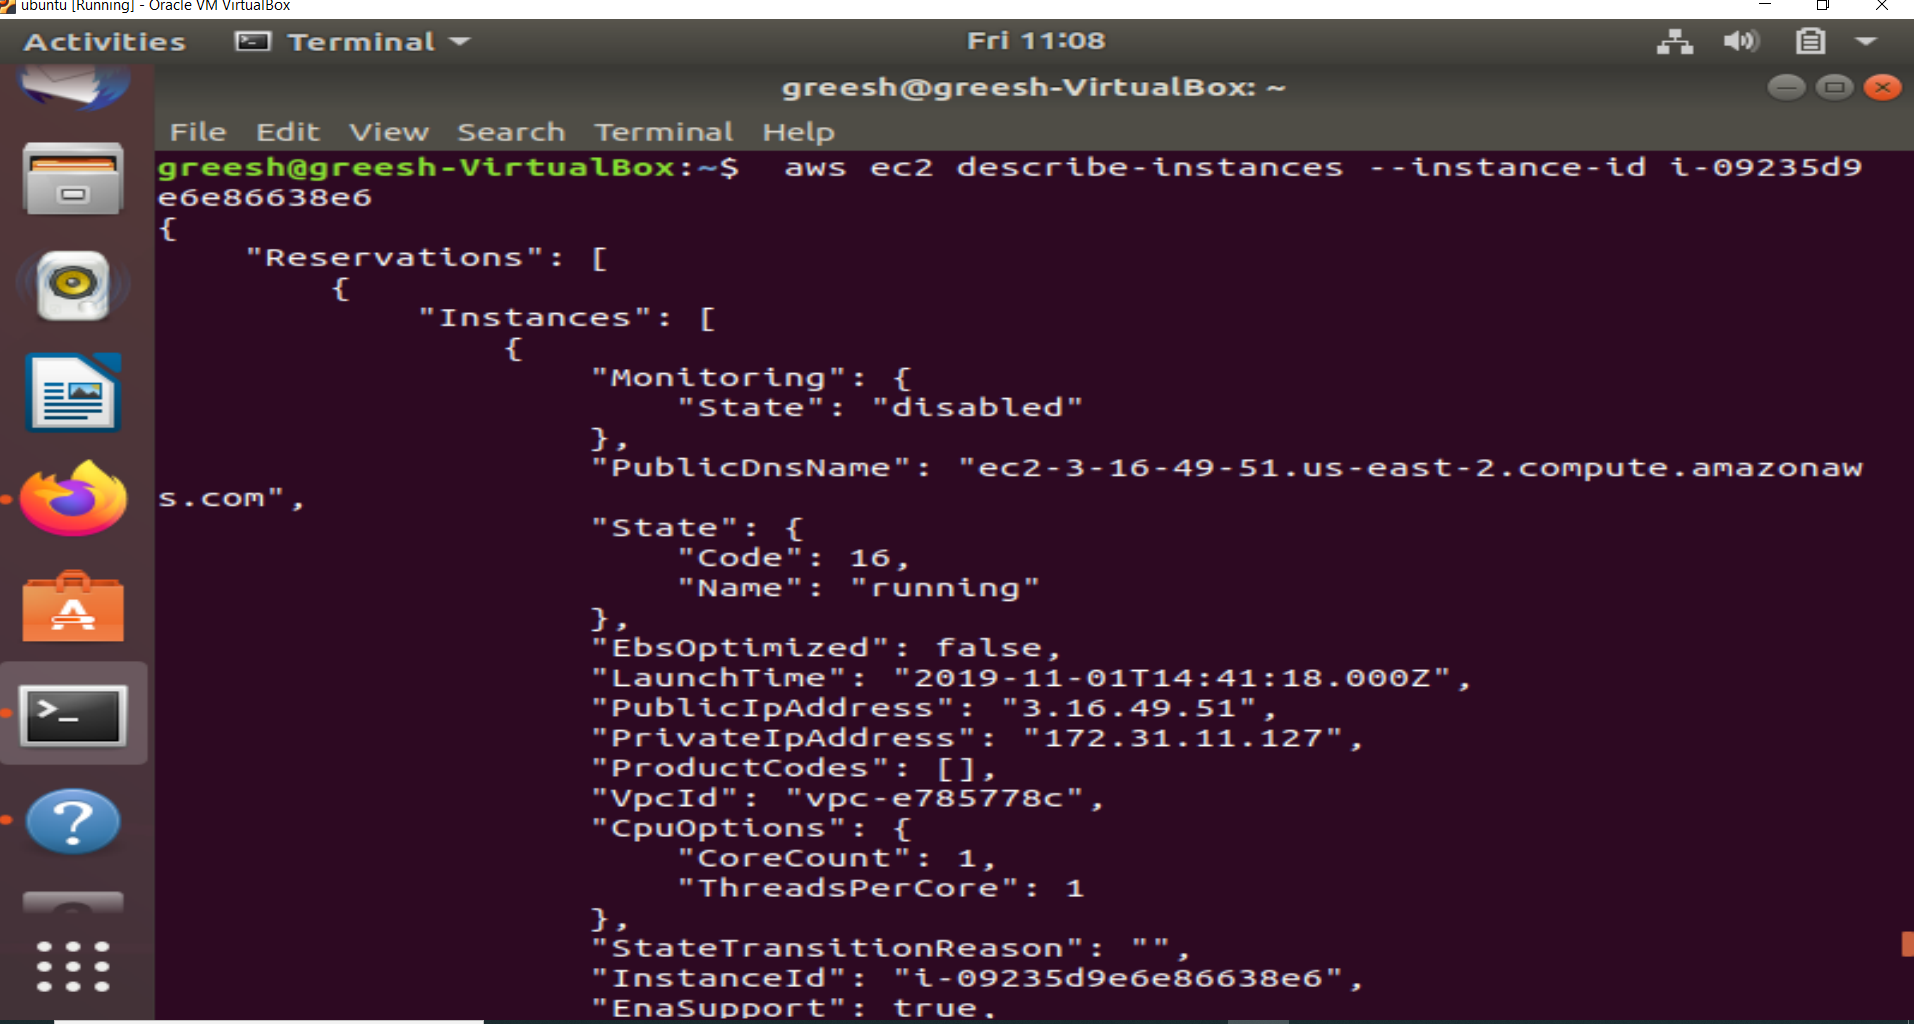 ubuntu [Running] - Oracle VM VirtualBox
Activities Terminal Fri 11:08
greesh@greesh-VirtualBox: ~
File Edit View Search Terminal Help
greesh@greesh-VirtualBox:~$  aws ec2 describe-instances --instance-id i-09235d9
e6e86638e6
{
    "Reservations": [
        {
            "Instances": [
                {
                    "Monitoring": {
                        "State": "disabled"
                    },
                    "PublicDnsName": "ec2-3-16-49-51.us-east-2.compute.amazonaw
s.com",
                    "State": {
                        "Code": 16,
                        "Name": "running"
                    },
                    "EbsOptimized": false,
                    "LaunchTime": "2019-11-01T14:41:18.000Z",
                    "PublicIpAddress": "3.16.49.51",
                    "PrivateIpAddress": "172.31.11.127",
                    "ProductCodes": [],
                    "VpcId": "vpc-e785778c",
                    "CpuOptions": {
                        "CoreCount": 1,
                        "ThreadsPerCore": 1
                    },
                    "StateTransitionReason": "",
                    "InstanceId": "i-09235d9e6e86638e6",
                    "EnaSupport": true,